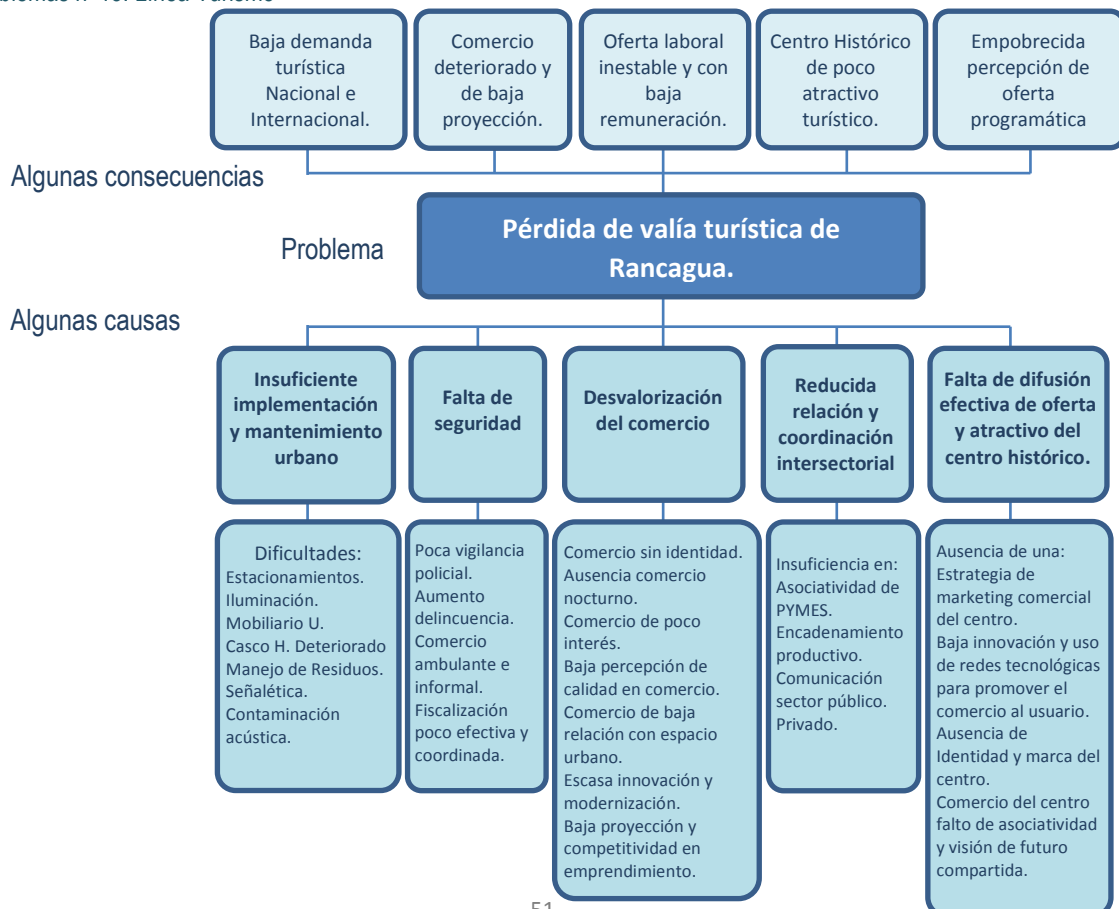 Baja demanda
turística
Nacional e
Internacional.
Comercio
deteriorado y
de baja
proyección.
Oferta laboral
inestable y con
baja
remuneración.
Centro Histórico
de poco
atractivo
turístico.
Empobrecida
percepción de
oferta
programática
Algunas consecuencias
Problema
Pérdida de valía turística de
Rancagua.
Algunas causas
Insuficiente
implementación
y mantenimiento
urbano
Falta de
seguridad
Desvalorización
del comercio
Reducida
relación y
coordinación
intersectorial
Falta de difusión
efectiva de oferta
y atractivo del
centro histórico.
Dificultades:
Estacionamientos.
Iluminación.
Mobiliario U.
Casco H. Deteriorado
Manejo de Residuos.
Señalética.
Contaminación
acústica.
Poca vigilancia
policial.
Aumento
delincuencia.
Comercio
ambulante e
informal.
Fiscalización
poco efectiva y
coordinada.
Comercio sin identidad.
Ausencia comercio
nocturno.
Comercio de poco
interés.
Baja percepción de
calidad en comercio.
Comercio de baja
relación con espacio
urbano.
Escasa innovación y
modernización.
Baja proyección y
competitividad en
emprendimiento.
Insuficiencia en:
Asociatividad de
PYMES.
Encadenamiento
productivo.
Comunicación
sector público.
Privado.
Ausencia de una:
Estrategia de
marketing comercial
del centro.
Baja innovación y uso
de redes tecnológicas
para promover el
comercio al usuario.
Ausencia de
Identidad y marca del
centro.
Comercio del centro
falto de asociatividad
y visión de futuro
compartida.
51